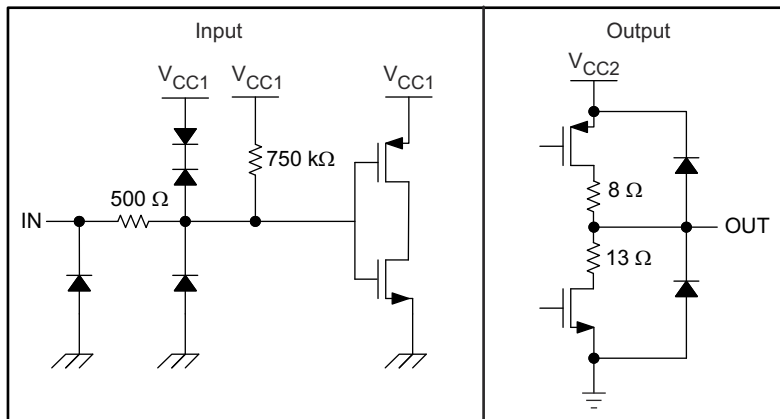 Input
V_CC1
V_CC1
V_CC1
750 kΩ
500 Ω
IN
Output
V_CC2
8 Ω
OUT
13 Ω